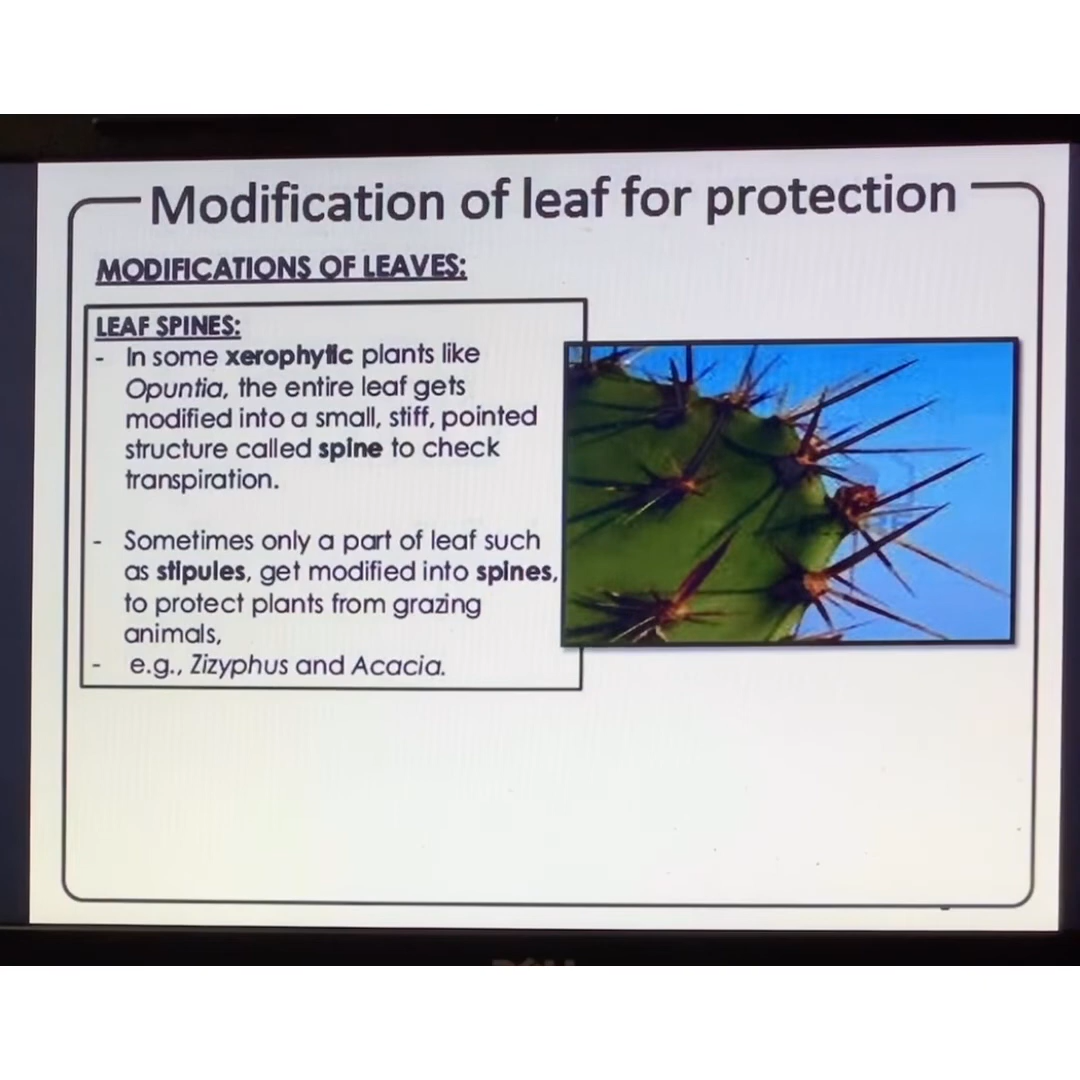 Modification of leaf for protection
MODIFICATIONS OF LEAVES:
LEAF SPINES:
- In some xerophytic plants like
Opuntia, the entire leaf gets
modified into a small, stiff, pointed
structure called spine to check
transpiration.
- Sometimes only a part of leaf such
as stipules, get modified into spines,
to protect plants from grazing
animals,
- e.g., Zizyphus and Acacia.